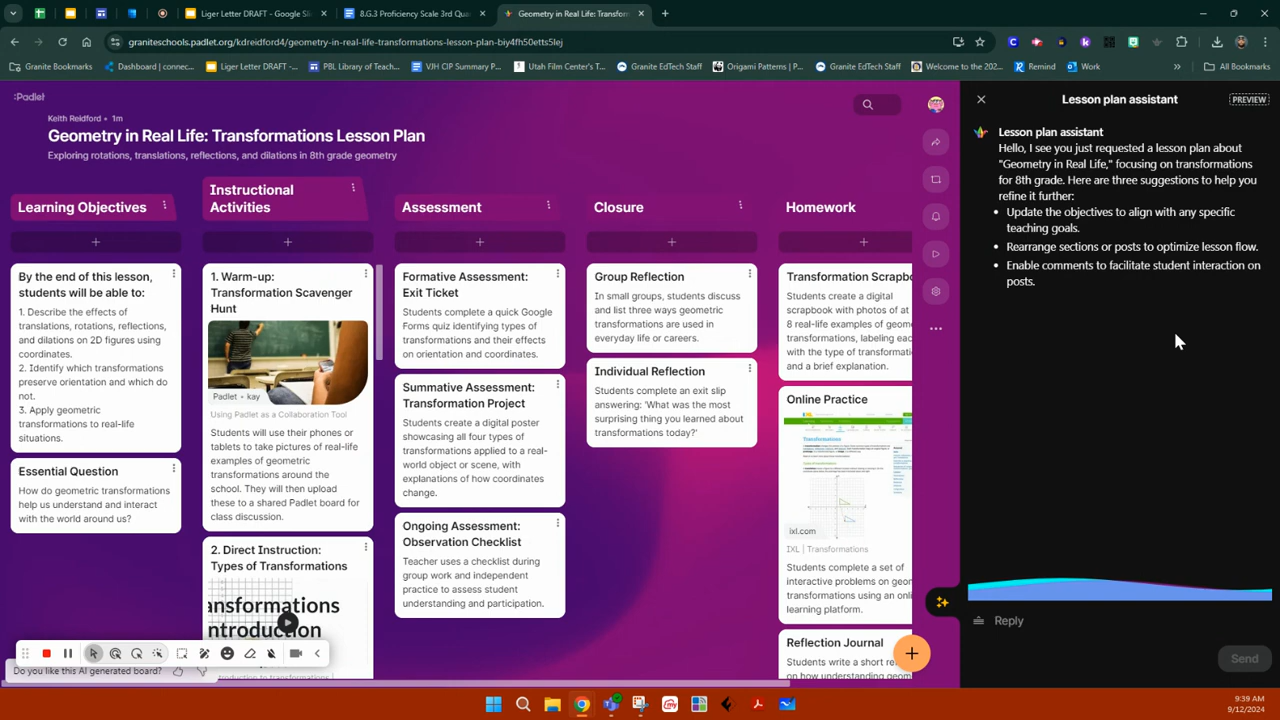 Liger Letter DRAFT - Google Sli
8.G.3 Proficiency Scale 3rd Qua
Geometry in Real Life: Transform
graniteschools.padlet.org/kdreidford4/geometry-in-real-life-transformations-lesson-plan-biy4fh50etts5lej
Granite Bookmarks
Dashboard | connec...
Liger Letter DRAFT -...
PBL Library of Teach...
VJH CIP Summary P...
Utah Film Center's T...
Granite EdTech Staff
Origami Patterns | P...
Granite EdTech Staff
Welcome to the 202...
Remind
Work
All Bookmarks
:Padlet
Keith Reidford • 1m
Geometry in Real Life: Transformations Lesson Plan
Exploring rotations, translations, reflections, and dilations in 8th grade geometry
Learning Objectives
By the end of this lesson,
students will be able to:
1. Describe the effects of
translations, rotations, reflections,
and dilations on 2D figures using
coordinates.
2. Identify which transformations
preserve orientation and which do
not.
3. Apply geometric
transformations to real-life
situations.
Essential Question
How do geometric transformations
help us understand and interact
with the world around us?
Instructional
Activities
1. Warm-up:
Transformation Scavenger
Hunt
Padlet • kay
Using Padlet as a Collaboration Tool
Students will use their phones or
tablets to take pictures of real-life
examples of geometric
transformations around the
school. They will then upload
these to a shared Padlet board for
class discussion.
2. Direct Instruction:
Types of Transformations
ansformations
ntroduction
Assessment
Formative Assessment:
Exit Ticket
Students complete a quick Google
Forms quiz identifying types of
transformations and their effects
on orientation and coordinates.
Summative Assessment:
Transformation Project
Students create a digital poster
showcasing all four types of
transformations applied to a real-
world object or scene, with
explanations of how coordinates
change.
Ongoing Assessment:
Observation Checklist
Teacher uses a checklist during
group work and independent
practice to assess student
understanding and participation.
Closure
Group Reflection
In small groups, students discuss
and list three ways geometric
transformations are used in
everyday life or careers.
Individual Reflection
Students complete an exit slip
answering: 'What was the most
surprising thing you learned about
transformations today?'
Homework
Transformation Scrapbo
Students create a digital
scrapbook with photos of at
8 real-life examples of geom
transformations, labeling eac
with the type of transformati
and a brief explanation.
Online Practice
Transformations
ixl.com
IXL | Transformations
Students complete a set of
interactive problems on geor
transformations using an onl
learning platform.
Reflection Journal
Students write a short re
on how understanding geom
Do you like this AI generated board?
Lesson plan assistant
PREVIEW
Lesson plan assistant
Hello, I see you just requested a lesson plan about
"Geometry in Real Life," focusing on transformations
for 8th grade. Here are three suggestions to help you
refine it further:
• Update the objectives to align with any specific
teaching goals.
• Rearrange sections or posts to optimize lesson flow.
• Enable comments to facilitate student interaction on
posts.
Reply
Send
9:39 AM
9/12/2024